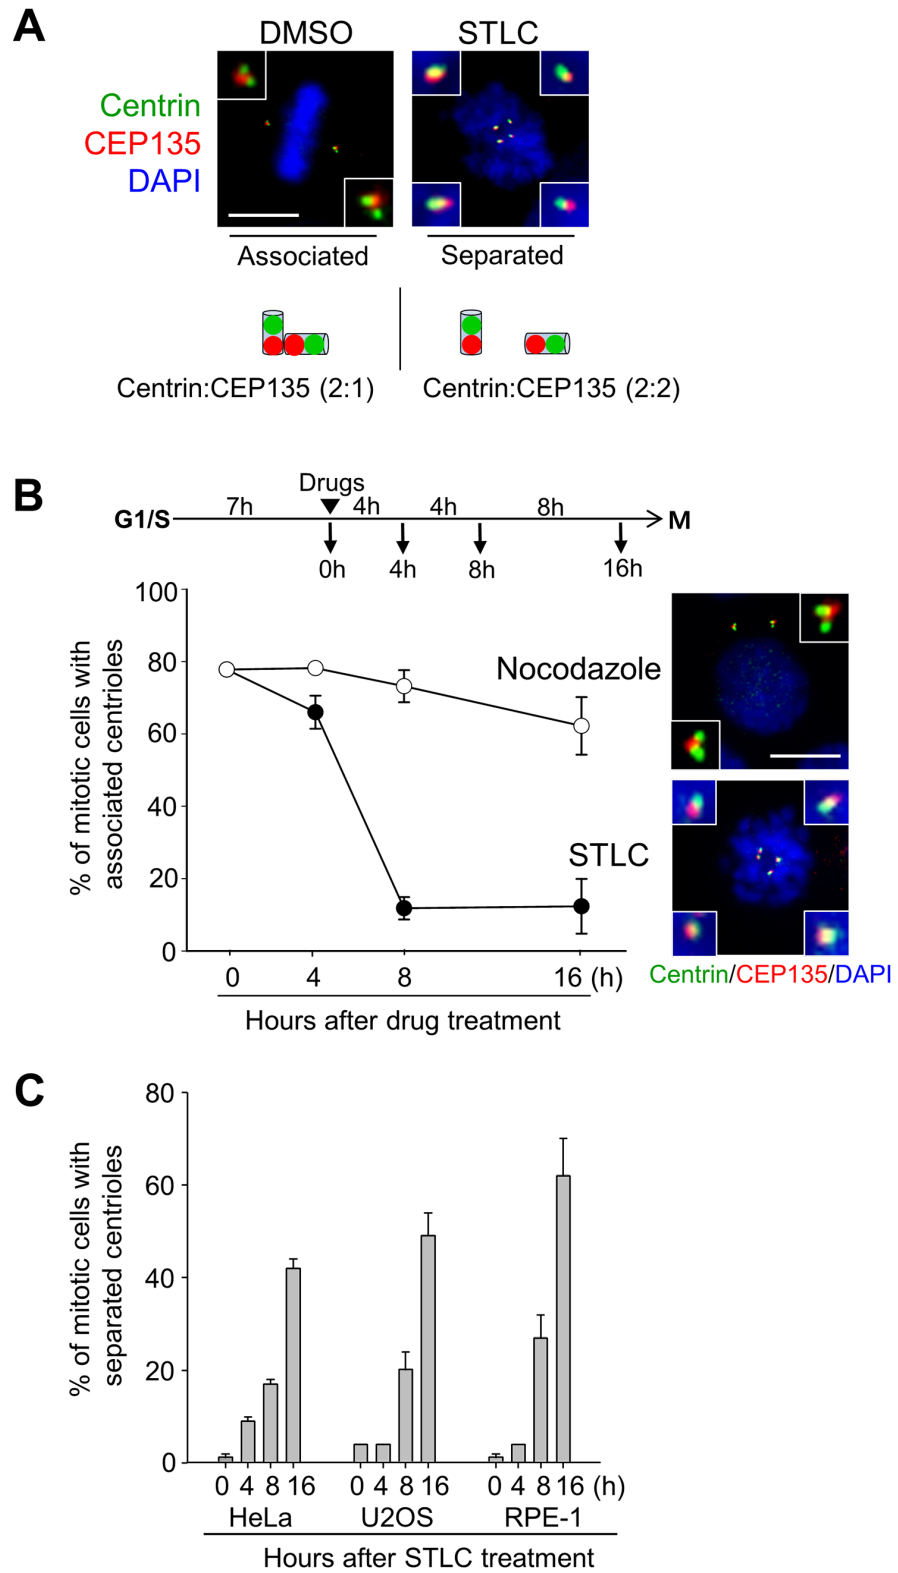 A
DMSO
STLC
Centrin
CEP135
DAPI
Associated
Separated
Centrin:CEP135 (2:1)
Centrin:CEP135 (2:2)
B
Drugs
7h 4h 4h 8h
G1/S M
0h 4h 8h 16h
100
80
60
40
20
0
% of mitotic cells with
associated centrioles
Nocodazole
STLC
0 4 8 16 (h)
Hours after drug treatment
Centrin/CEP135/DAPI
C
80
60
40
20
0
% of mitotic cells with
separated centrioles
0 4 8 16 0 4 8 16 0 4 8 16 (h)
HeLa U2OS RPE-1
Hours after STLC treatment